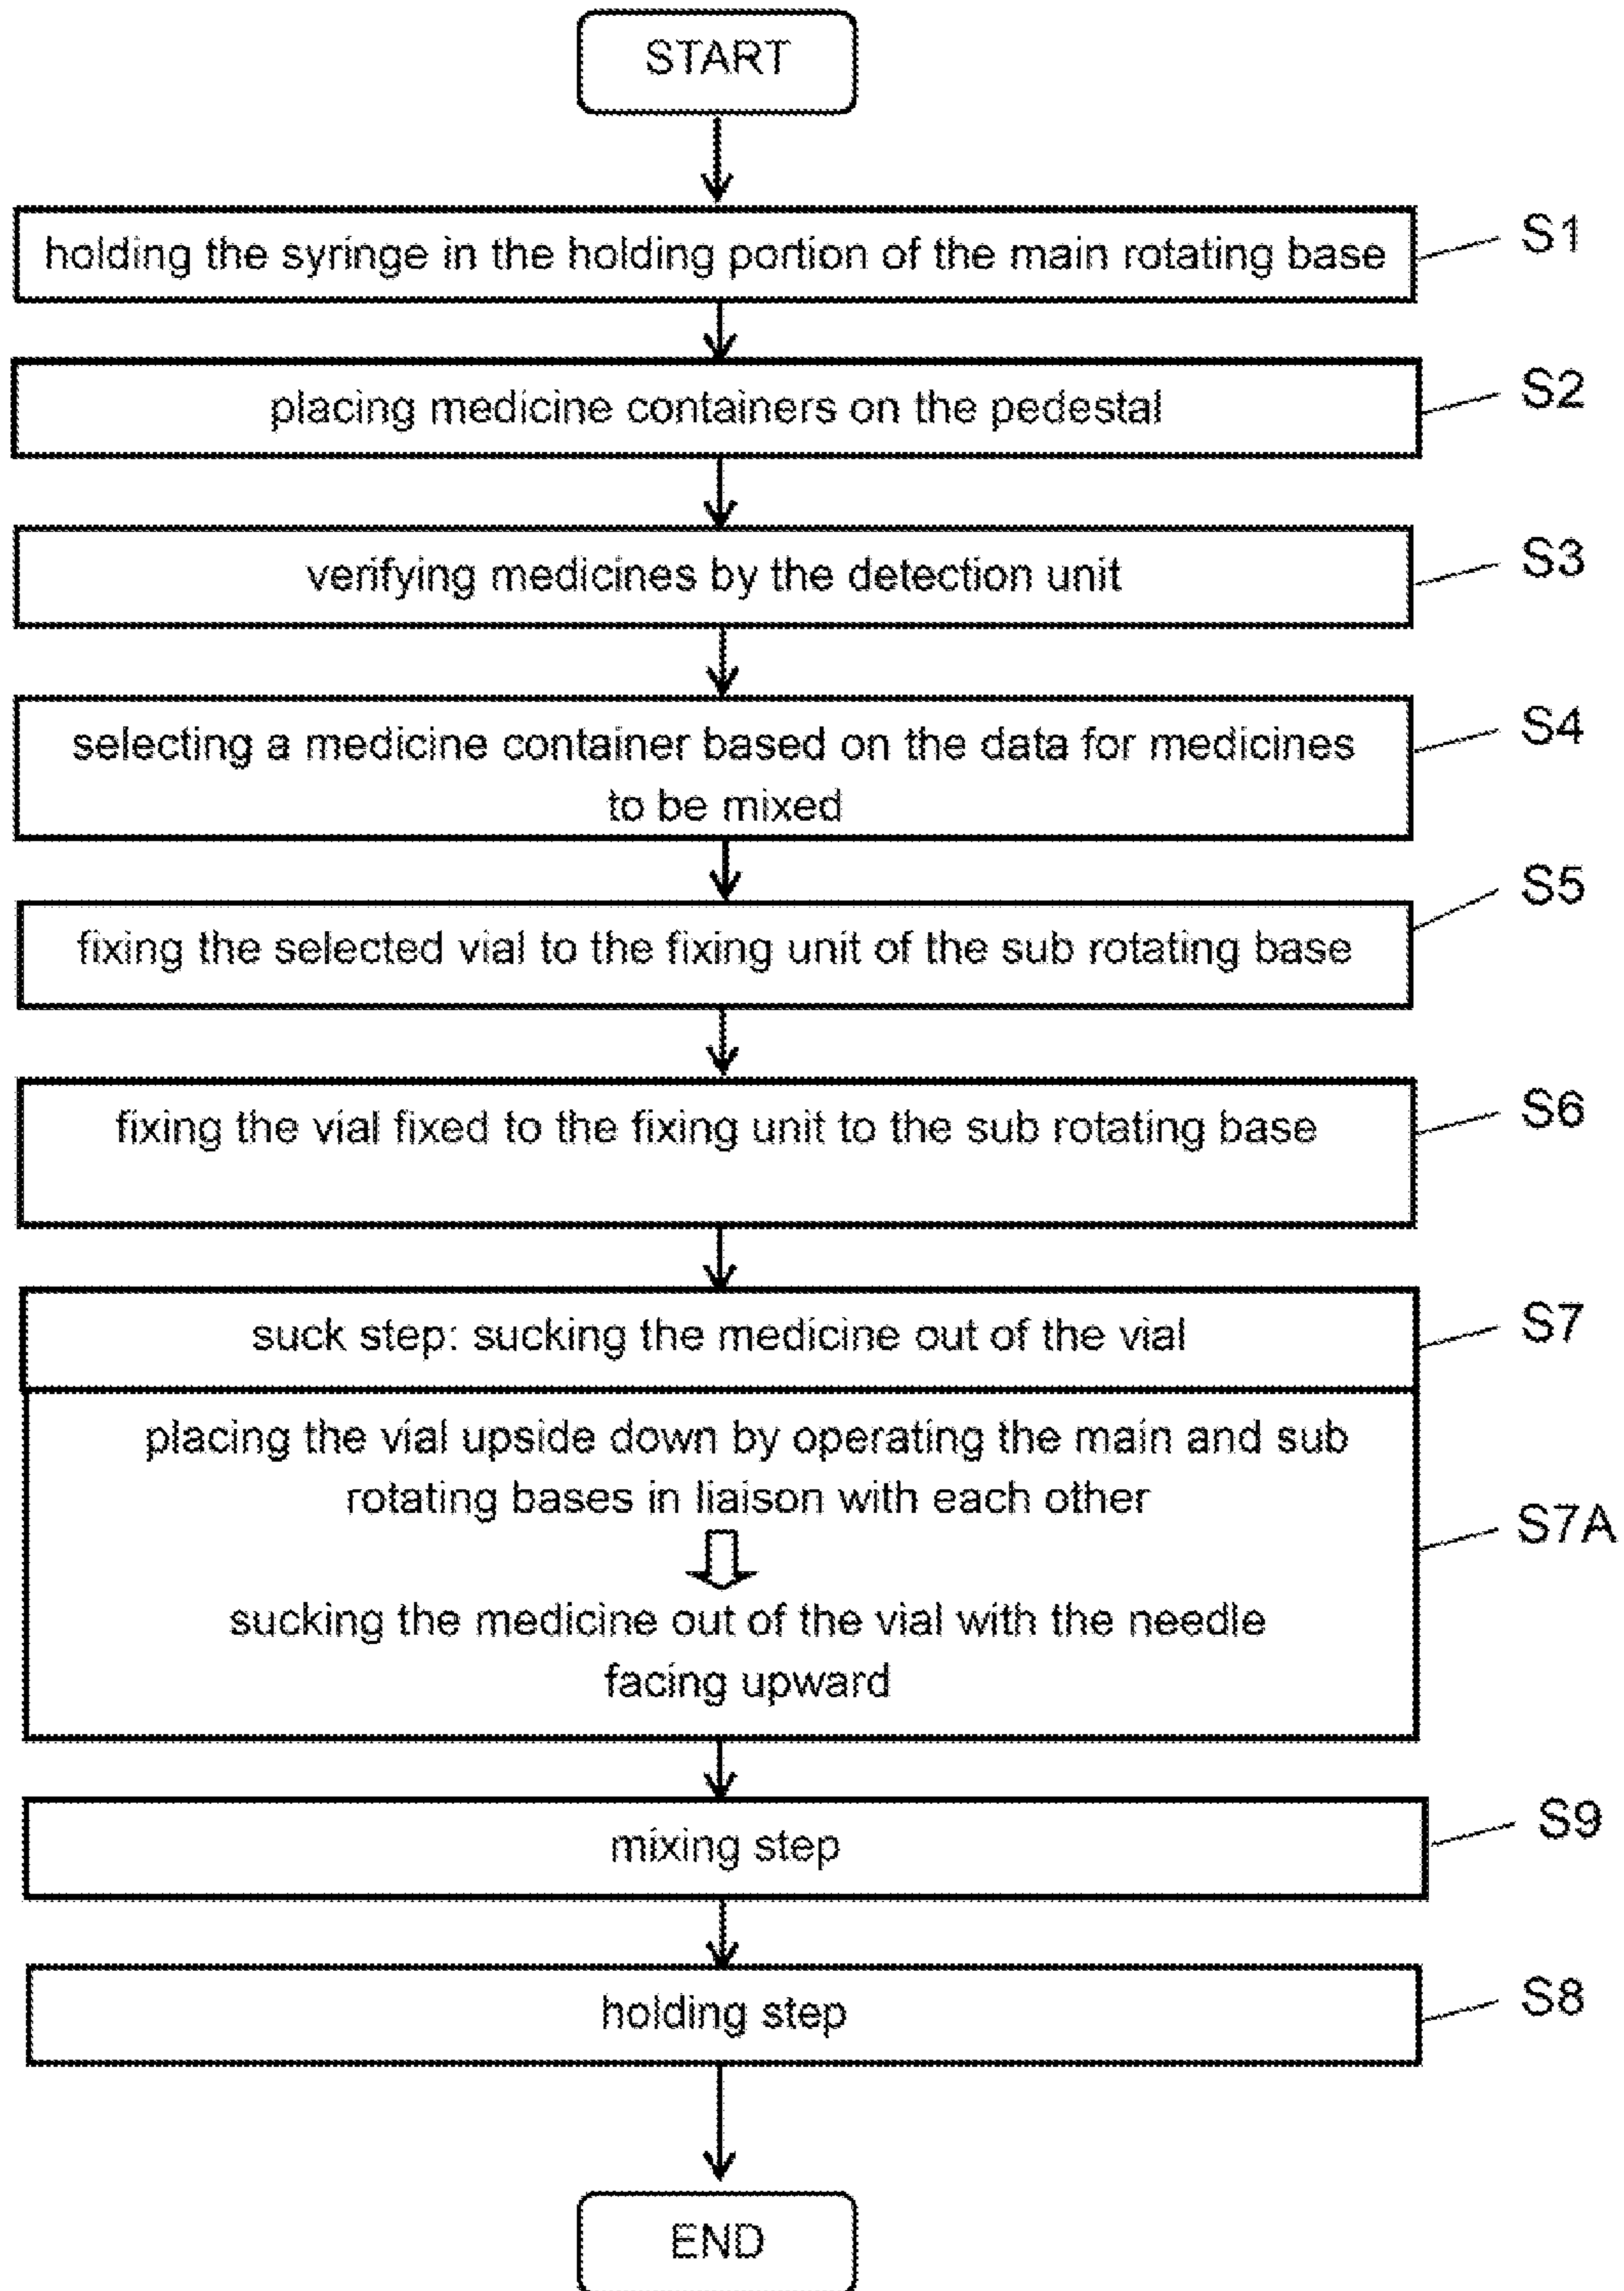 START
holding the syringe in the holding portion of the main rotating base
S1
placing medicine containers on the pedestal
S2
verifying medicines by the detection unit
S3
selecting a medicine container based on the data for medicines
to be mixed
S4
fixing the selected vial to the fixing unit of the sub rotating base
S5
fixing the vial fixed to the fixing unit to the sub rotating base
S6
suck step: sucking the medicine out of the vial
S7
placing the vial upside down by operating the main and sub
rotating bases in liaison with each other
S7A
sucking the medicine out of the vial with the needle
facing upward
mixing step
S9
holding step
S8
END